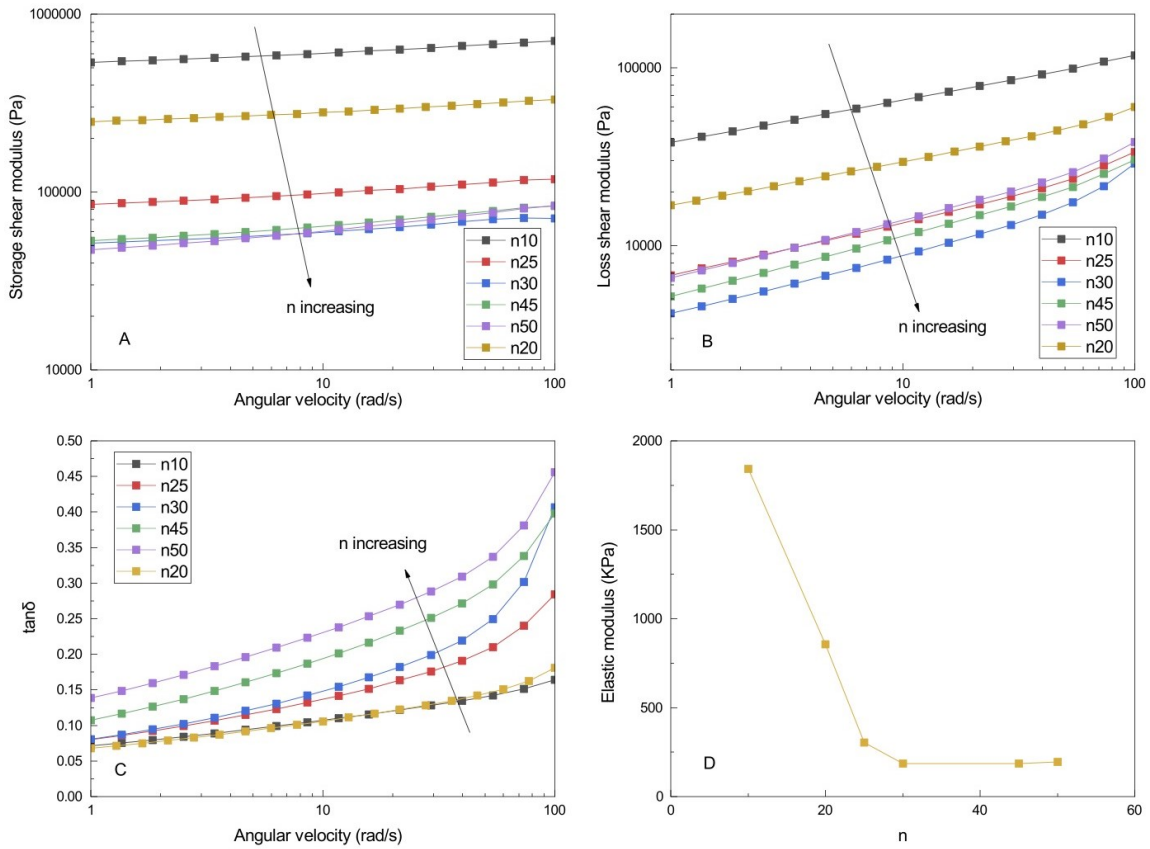 1000000
100000
10000
Storage shear modulus (Pa)
n increasing
A
n10
n25
n30
n45
n50
n20
1 10 100
Angular velocity (rad/s)
100000
10000
Loss shear modulus (Pa)
n increasing
B
n10
n25
n30
n45
n50
n20
1 10 100
Angular velocity (rad/s)
0.50
0.45
0.40
0.35
0.30
0.25
0.20
0.15
0.10
0.05
0.00
tanδ
n10
n25
n30
n45
n50
n20
n increasing
C
1 10 100
Angular velocity (rad/s)
2000
1500
1000
500
0
Elastic modulus (KPa)
D
0 20 40 60
n